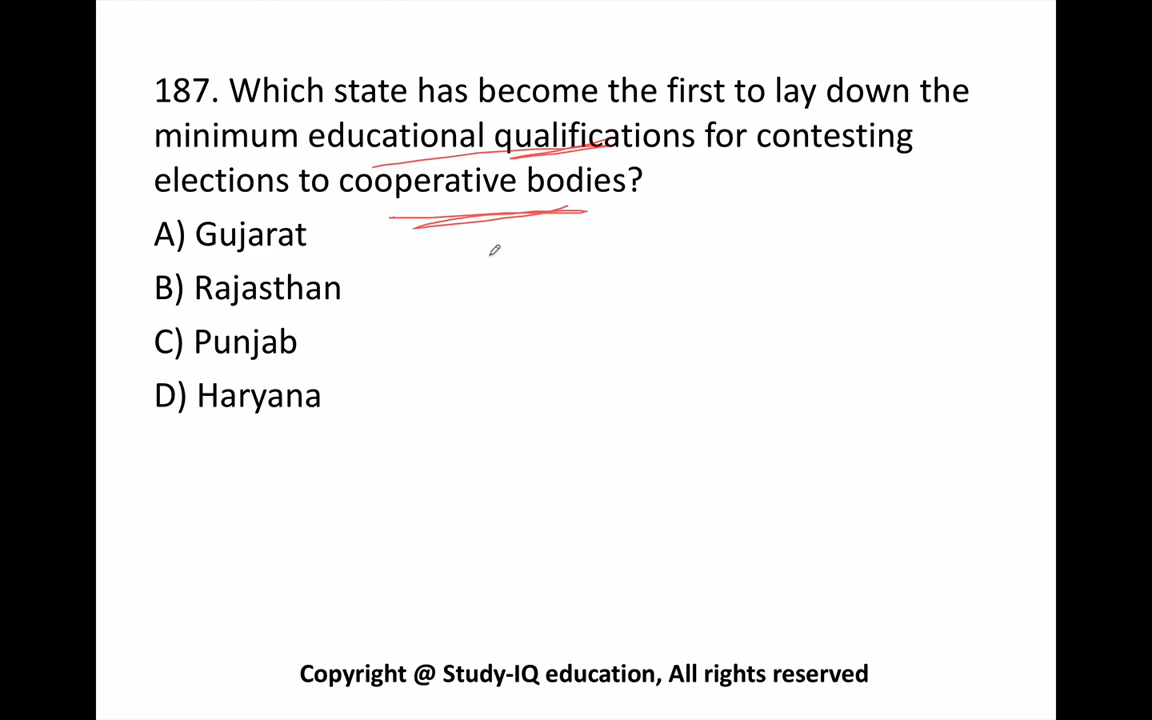 187. Which state has become the first to lay down the
minimum educational qualifications for contesting
elections to cooperative bodies?
A) Gujarat
B) Rajasthan
C) Punjab
D) Haryana
Copyright @ Study-IQ education, All rights reserved